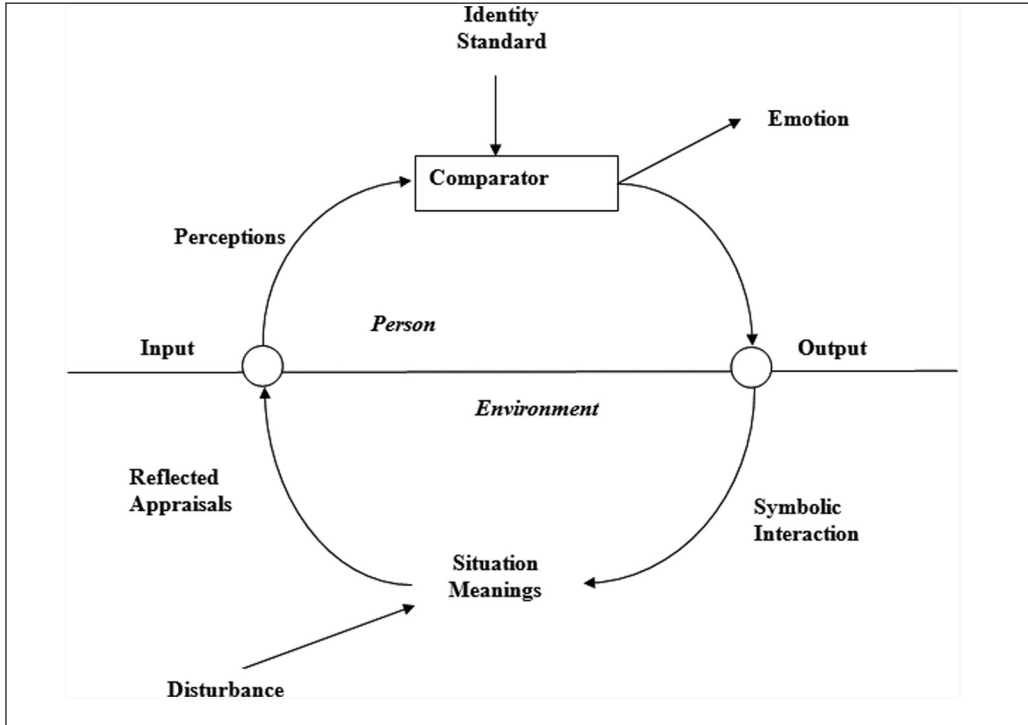 Identity
Standard
Emotion
Comparator
Perceptions
Person
Input
Output
Environment
Reflected
Appraisals
Symbolic
Interaction
Situation
Meanings
Disturbance